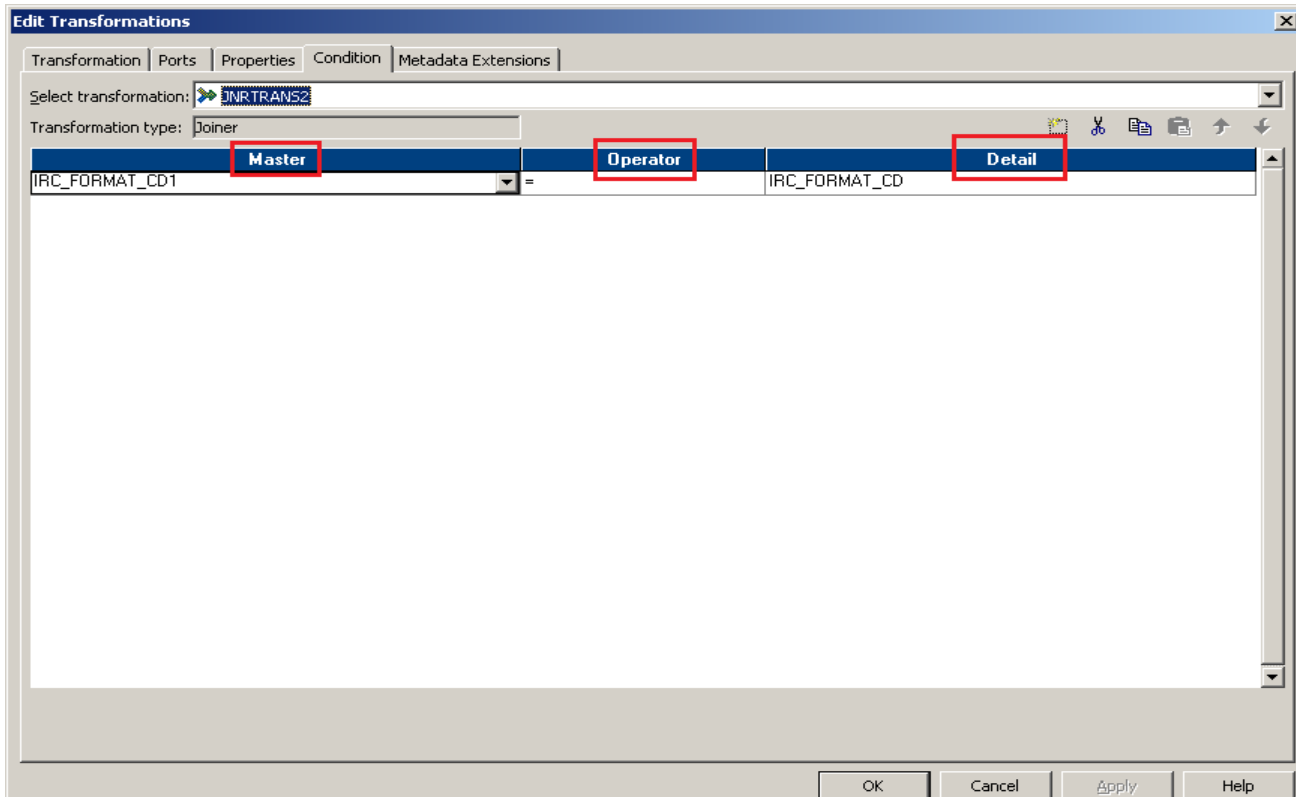 Edit Transformations
Transformation Ports Properties Condition Metadata Extensions
Select transformation: JNRTRANS2
Transformation type: Joiner
Master Operator Detail
IRC_FORMAT_CD1 = IRC_FORMAT_CD
OK Cancel Apply Help